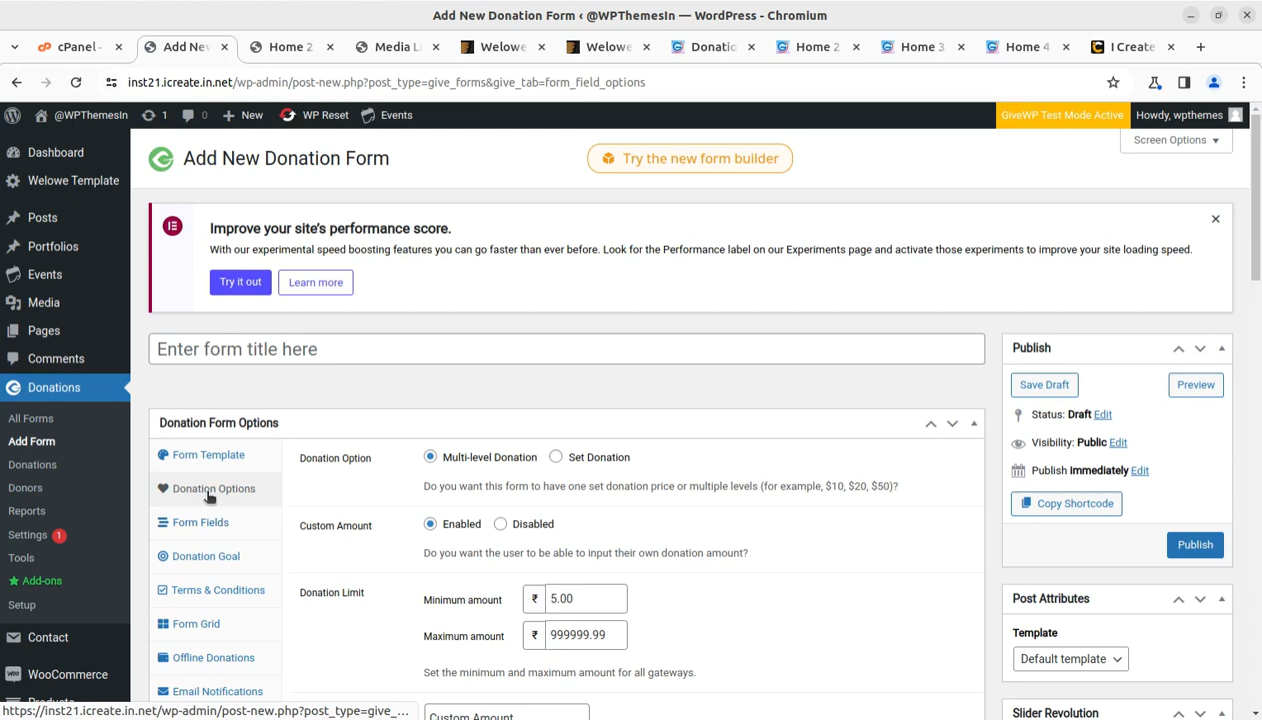 Add New Donation Form ‹ @WPThemesIn — WordPress - Chromium
cPanel -
Add Nev
Home 2
Media L
Welowe
Welowe
Donatio
Home 2
Home 3
Home 4
I Create
inst21.icreate.in.net/wp-admin/post-new.php?post_type=give_forms&give_tab=form_field_options
@WPThemesIn
1
0
New
WP Reset
Events
GiveWP Test Mode Active
Howdy, wpthemes
Dashboard
Welowe Template
Posts
Portfolios
Events
Media
Pages
Comments
Donations
All Forms
Add Form
Donations
Donors
Reports
Settings 1
Tools
Add-ons
Setup
Contact
WooCommerce
Add New Donation Form
Try the new form builder
Screen Options
Improve your site's performance score.
With our experimental speed boosting features you can go faster than ever before. Look for the Performance label on our Experiments page and activate those experiments to improve your site loading speed.
Try it out
Learn more
Enter form title here
Donation Form Options
Form Template
Donation Options
Form Fields
Donation Goal
Terms & Conditions
Form Grid
Offline Donations
Email Notifications
Donation Option
Multi-level Donation
Set Donation
Do you want this form to have one set donation price or multiple levels (for example, $10, $20, $50)?
Custom Amount
Enabled
Disabled
Do you want the user to be able to input their own donation amount?
Donation Limit
Minimum amount
₹ 5.00
Maximum amount
₹ 999999.99
Set the minimum and maximum amount for all gateways.
Custom Amount
Publish
Save Draft
Preview
Status: Draft Edit
Visibility: Public Edit
Publish Immediately Edit
Copy Shortcode
Publish
Post Attributes
Template
Default template
Slider Revolution
https://inst21.icreate.in.net/wp-admin/post-new.php?post_type=give_...